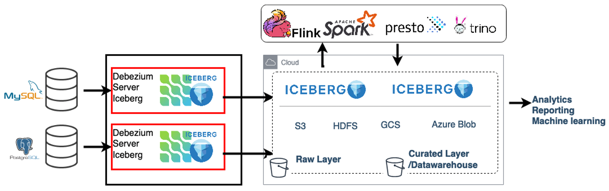 Flink
APACHE
Spark
presto
trino
Cloud
MySQL
Debezium
Server
Iceberg
ICEBERG
ICEBERG
ICEBERG
S3
HDFS
GCS
Azure Blob
Analytics
Reporting
Machine learning
PostgreSQL
Debezium
Server
Iceberg
ICEBERG
Raw Layer
Curated Layer
/Datawarehouse